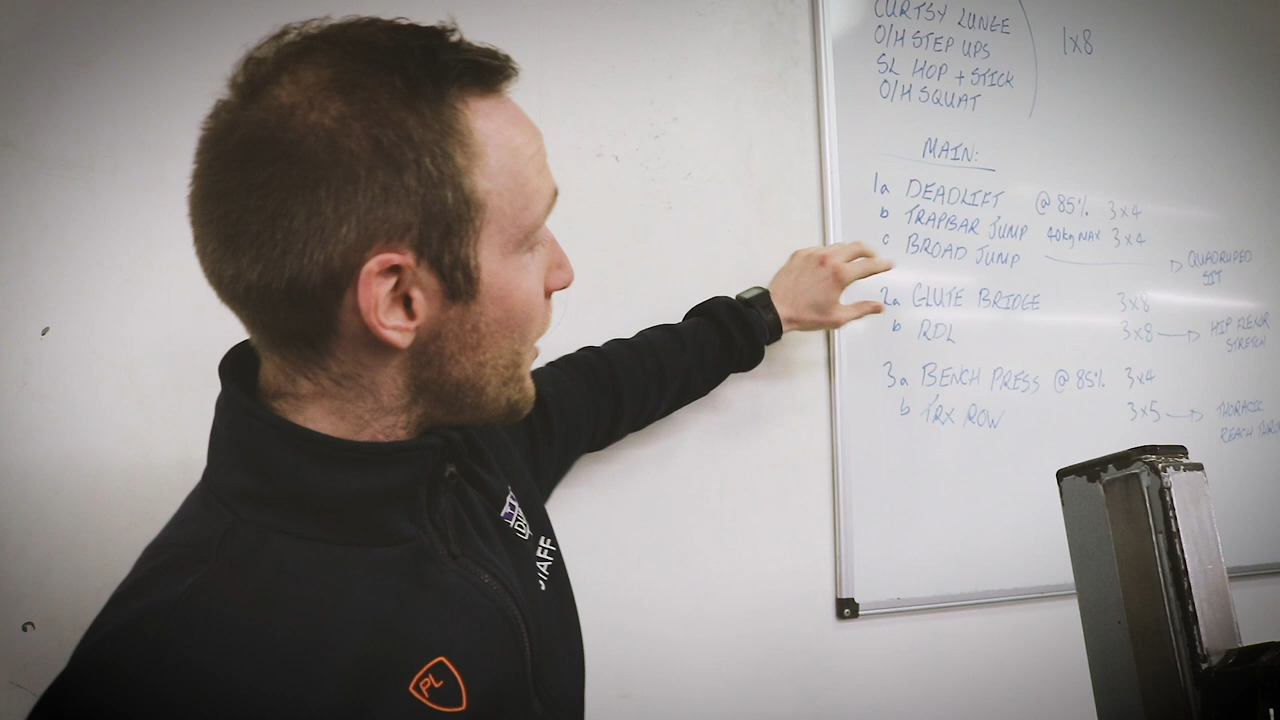 CURTSY LUNGE
O/H STEP UPS
SL HOP + STICK
O/H SQUAT
1x8
MAIN:
1a DEADLIFT @ 85% 3x4
b TRAPBAR JUMP 40kg MAX 3x4
c BROAD JUMP
QUADRUPED
SIT
2a GLUTE BRIDGE 3x8
b RDL 3x8
HIP FLEXOR
STRETCH
3a BENCH PRESS @ 85% 3x4
b TRX ROW 3x5
THORACIC
REACH
STAFF
PL